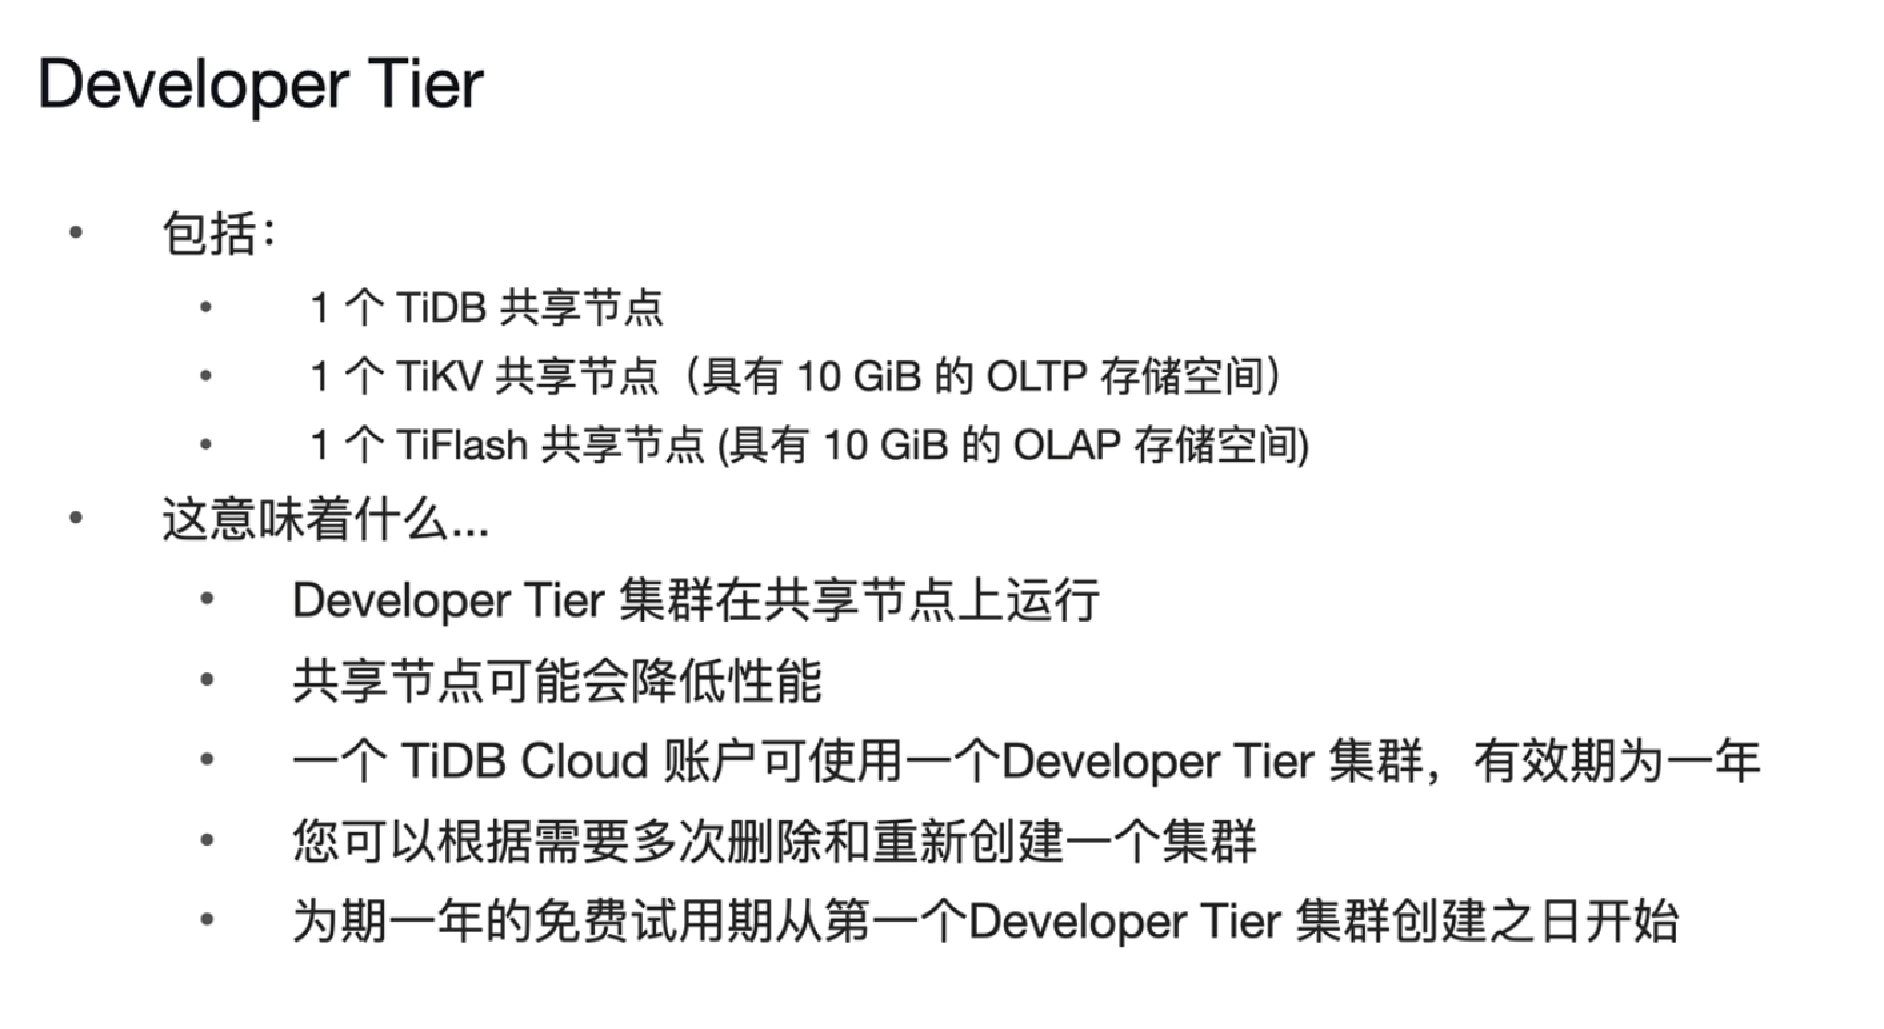 Developer Tier
• 包括：
• 1 个 TiDB 共享节点
• 1 个 TiKV 共享节点（具有 10 GiB 的 OLTP 存储空间）
• 1 个 TiFlash 共享节点 (具有 10 GiB 的 OLAP 存储空间)
• 这意味着什么...
• Developer Tier 集群在共享节点上运行
• 共享节点可能会降低性能
• 一个 TiDB Cloud 账户可使用一个Developer Tier 集群，有效期为一年
• 您可以根据需要多次删除和重新创建一个集群
• 为期一年的免费试用期从第一个Developer Tier 集群创建之日开始